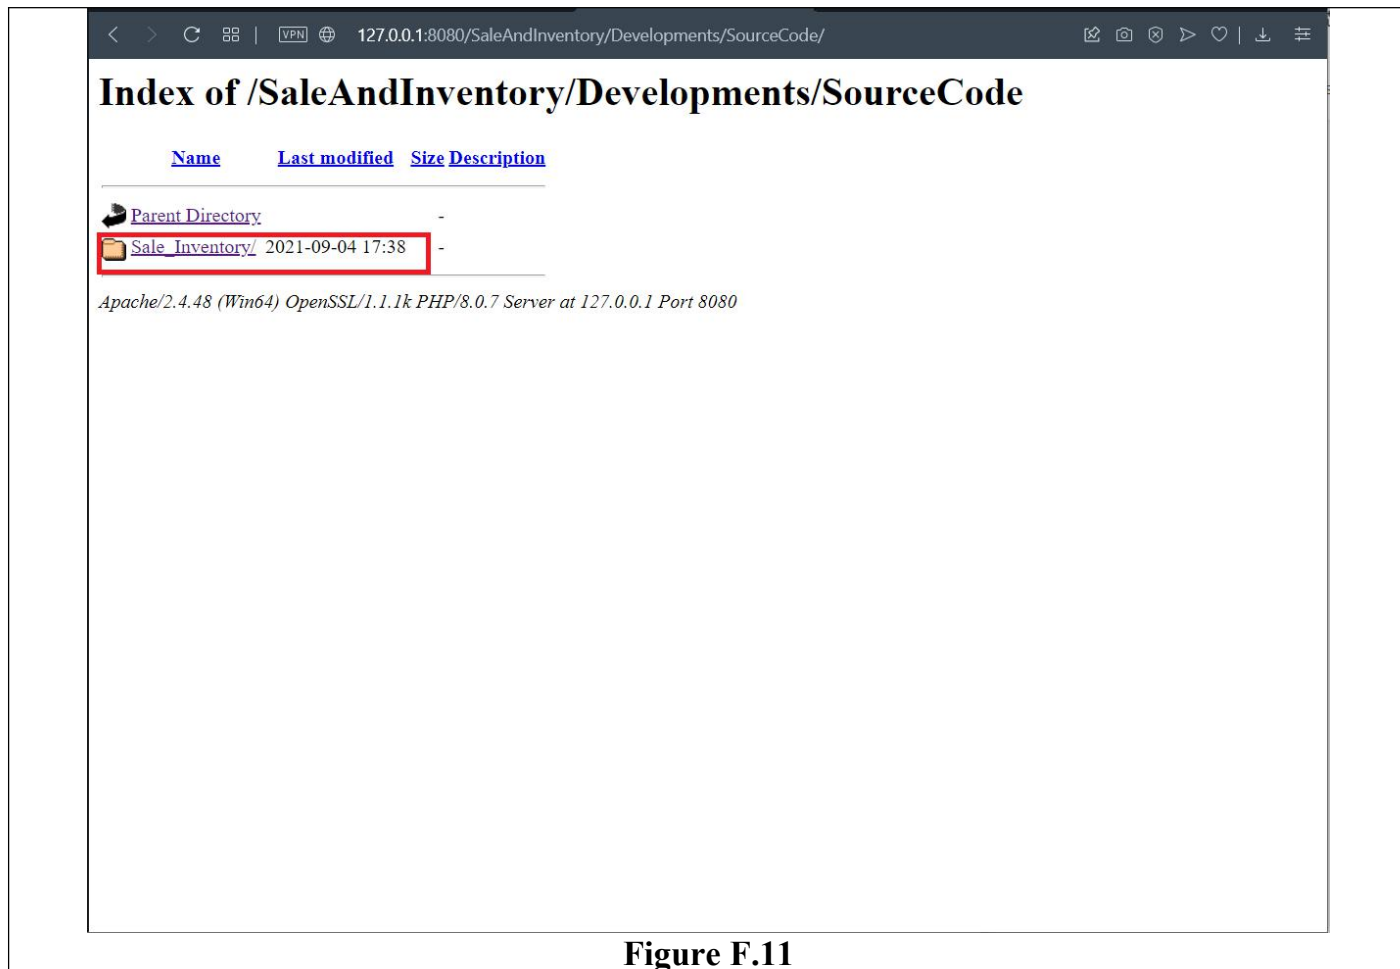 VPN 127.0.0.1:8080/SaleAndInventory/Developments/SourceCode/
Index of /SaleAndInventory/Developments/SourceCode
Name Last modified Size Description
Parent Directory -
Sale_Inventory/ 2021-09-04 17:38 -
Apache/2.4.48 (Win64) OpenSSL/1.1.1k PHP/8.0.7 Server at 127.0.0.1 Port 8080
Figure F.11